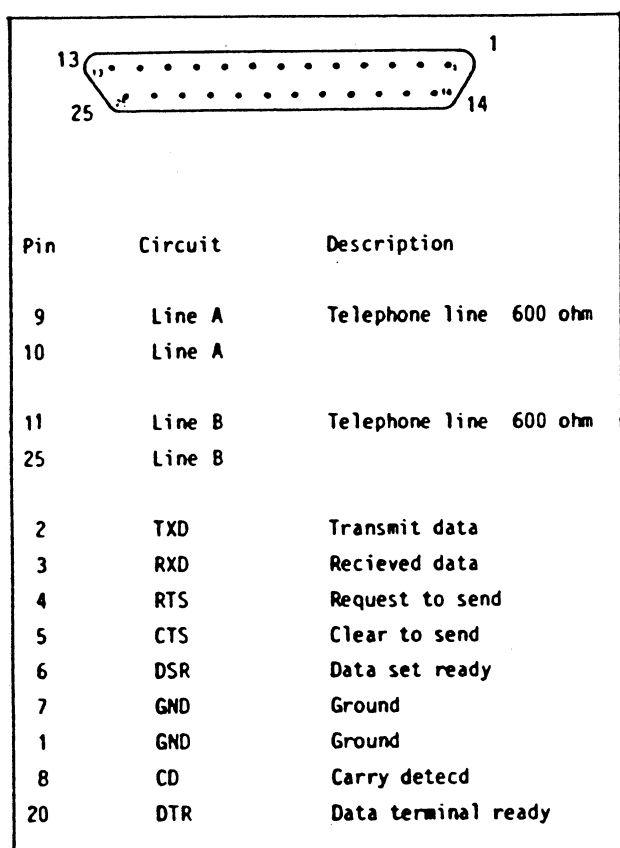 1
13
25
14
Pin Circuit Description
9 Line A Telephone line 600 ohm
10 Line A
11 Line B Telephone line 600 ohm
25 Line B
2 TXD Transmit data
3 RXD Recieved data
4 RTS Request to send
5 CTS Clear to send
6 DSR Data set ready
7 GND Ground
1 GND Ground
8 CD Carry detecd
20 DTR Data terminal ready